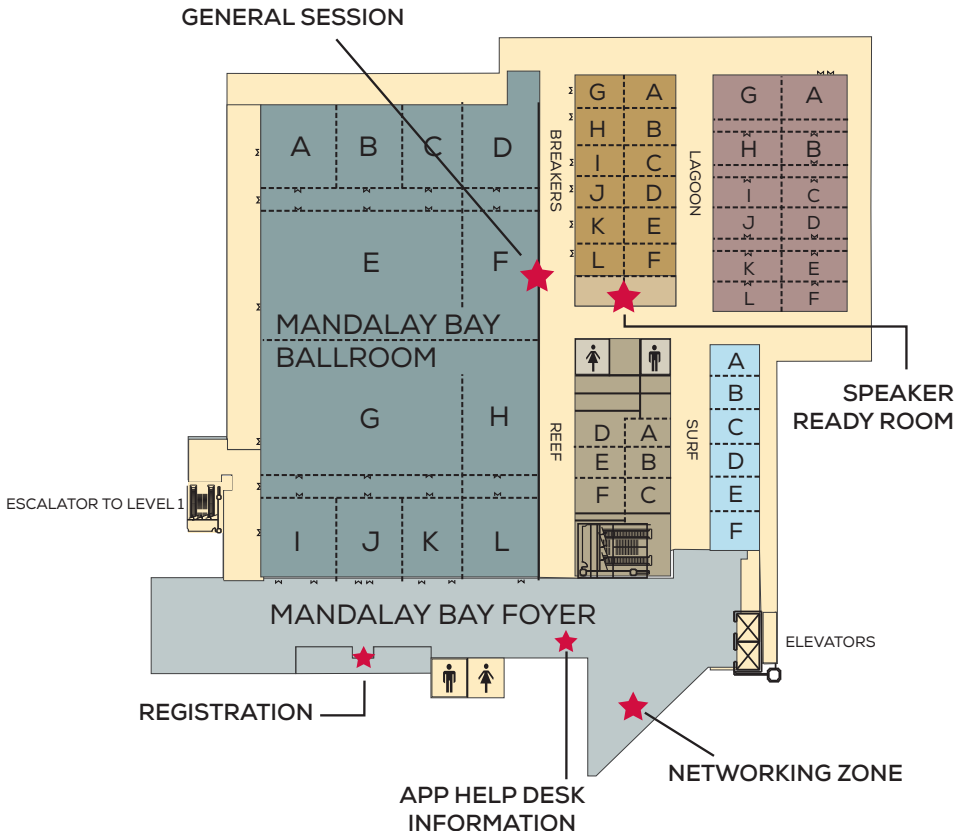 GENERAL SESSION
A B C D
E F
MANDALAY BAY
BALLROOM
G H
I J K L
BREAKERS
G A
H B
I C
J D
K E
L F
LAGOON
G A
H B
I C
J D
K E
L F
SPEAKER
READY ROOM
REEF
D A
E B
F C
SURF
A
B
C
D
E
F
ESCALATOR TO LEVEL 1
MANDALAY BAY FOYER
ELEVATORS
REGISTRATION
NETWORKING ZONE
APP HELP DESK
INFORMATION